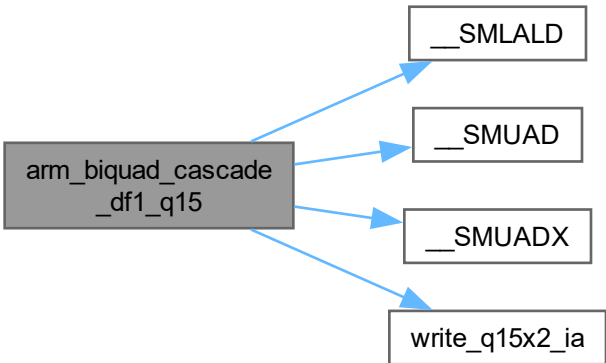 arm_biquad_cascade
_df1_q15
__SMLALD
__SMUAD
__SMUADX
write_q15x2_ia